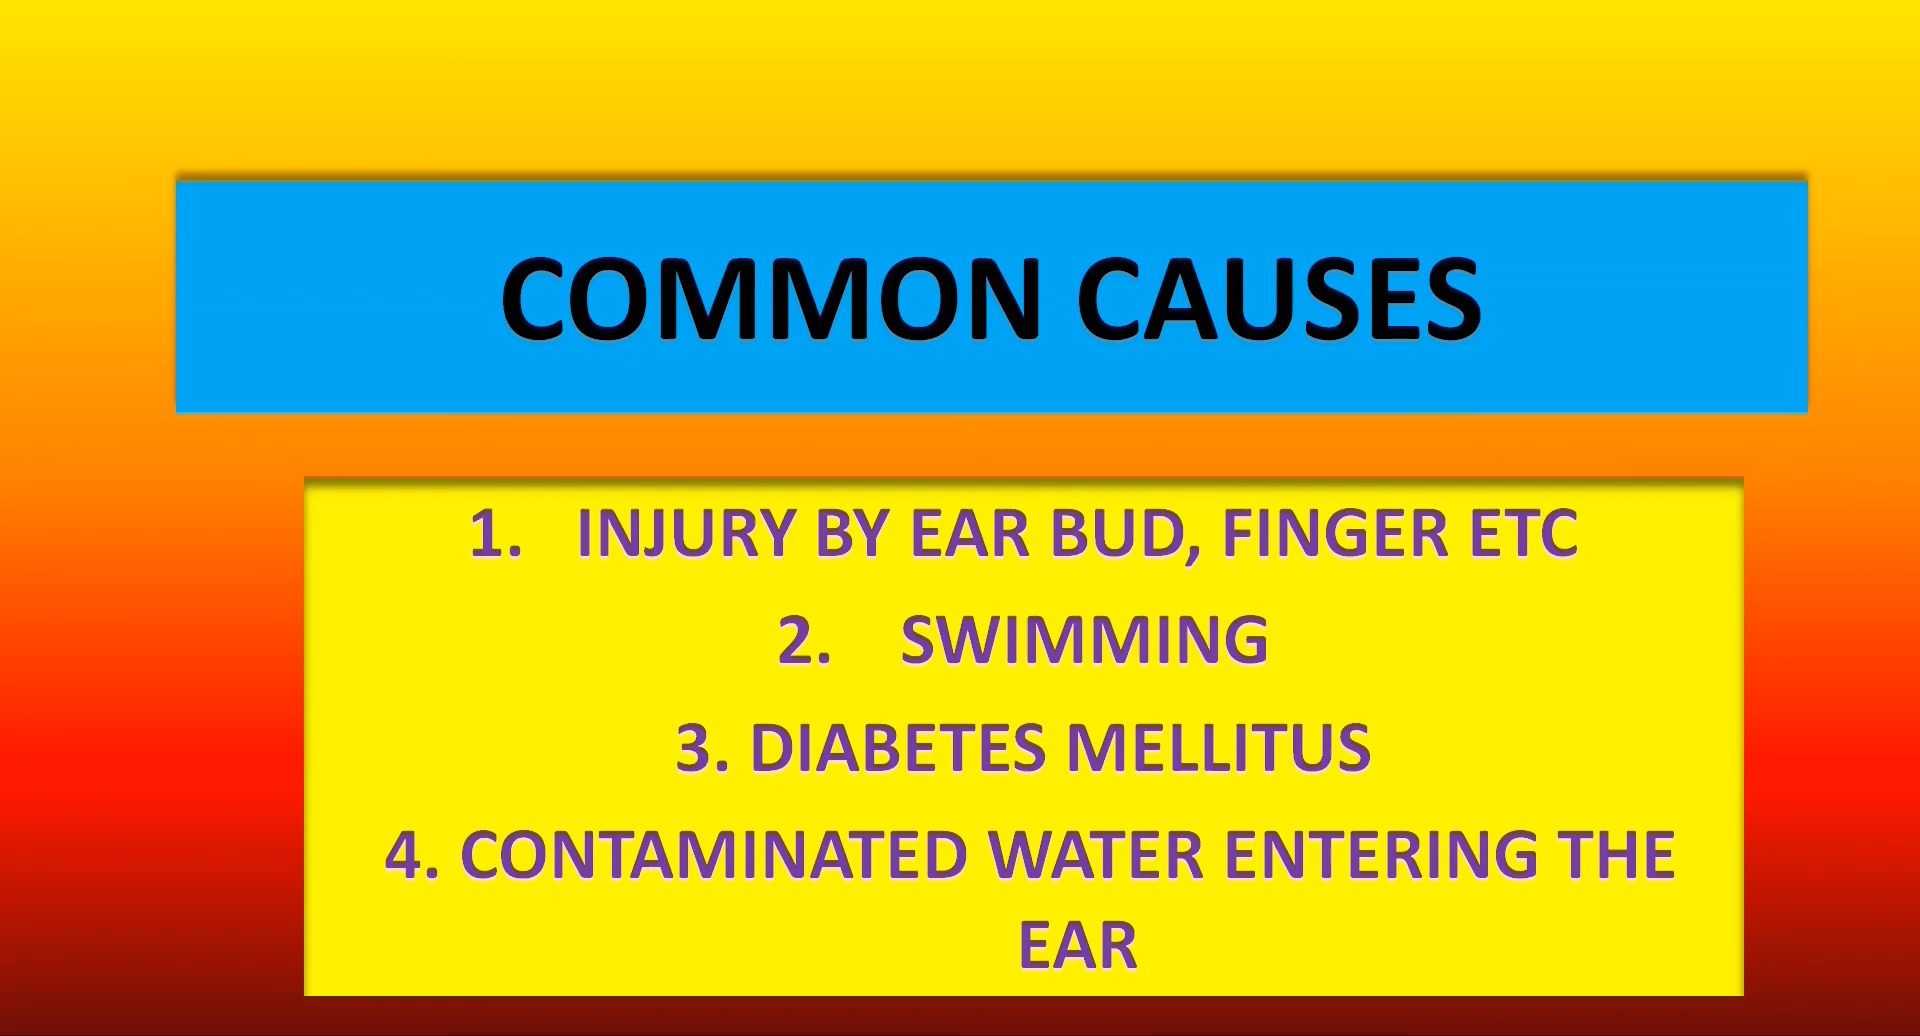 COMMON CAUSES
1. INJURY BY EAR BUD, FINGER ETC
2. SWIMMING
3. DIABETES MELLITUS
4. CONTAMINATED WATER ENTERING THE
EAR